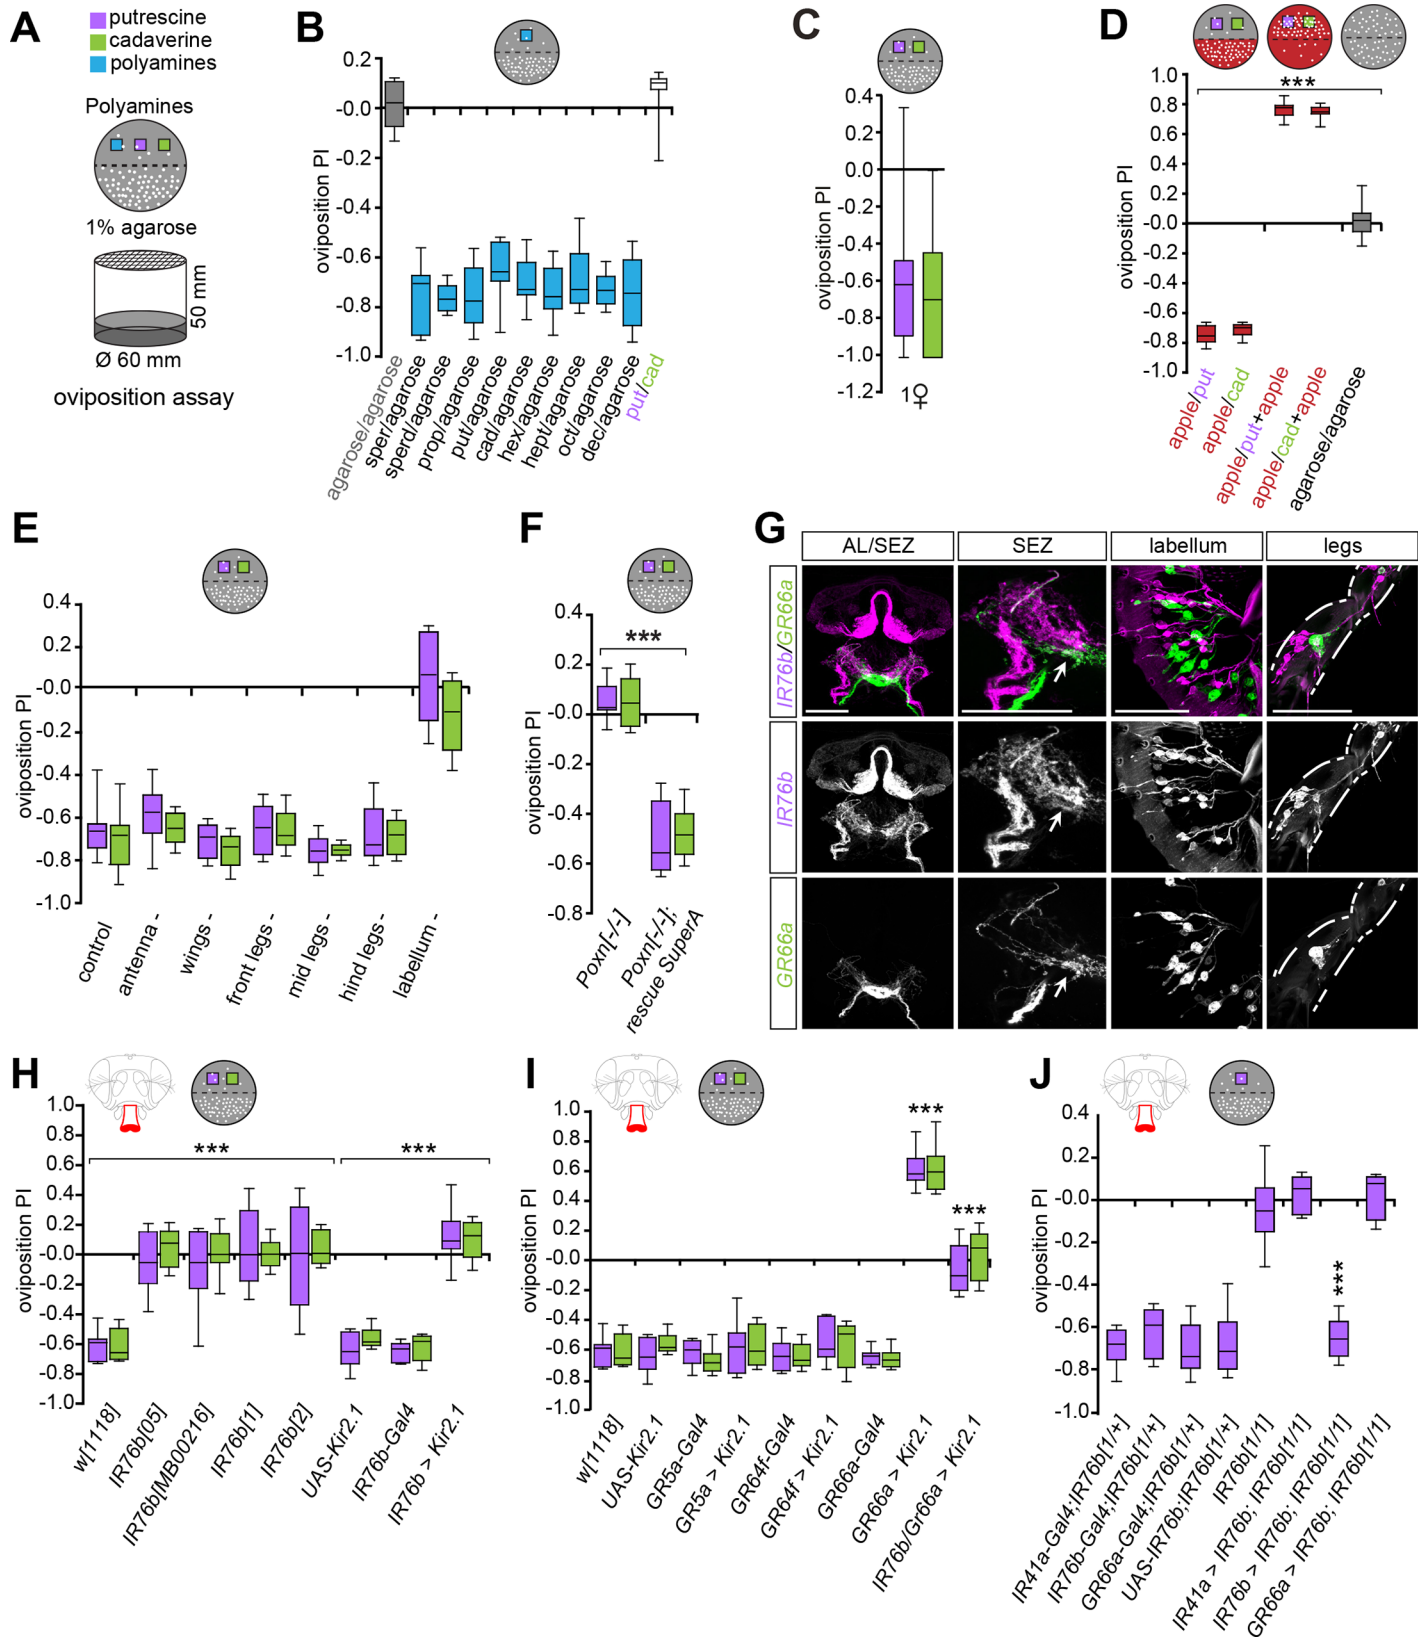 A
putrescine
cadaverine
polyamines
Polyamines
1% agarose
50 mm
Ø 60 mm
oviposition assay
B
oviposition PI
0.2
-0.0
-0.2
-0.4
-0.6
-0.8
-1.0
agarose/agarose
sper/agarose
sperd/agarose
prop/agarose
put/agarose
cad/agarose
hex/agarose
hept/agarose
oct/agarose
dec/agarose
put/cad
C
oviposition PI
0.4
0.2
0.0
-0.2
-0.4
-0.6
-0.8
-1.0
-1.2
1♀
D
oviposition PI
1.0
0.8
0.6
0.4
0.2
-0.0
-0.2
-0.4
-0.6
-0.8
-1.0
***
apple/put
apple/cad
apple/put+apple
apple/cad+apple
agarose/agarose
E
oviposition PI
0.4
0.2
-0.0
-0.2
-0.4
-0.6
-0.8
-1.0
control
antenna -
wings -
front legs -
mid legs -
hind legs -
labellum -
F
oviposition PI
0.4
0.2
-0.0
-0.2
-0.4
-0.6
-0.8
***
Poxn[-/-]
Poxn[-/-];
rescue SuperA
G
AL/SEZ
SEZ
labellum
legs
IR76b/GR66a
IR76b
GR66a
H
oviposition PI
1.0
0.8
0.6
0.4
0.2
-0.0
-0.2
-0.4
-0.6
-0.8
-1.0
***
***
w[1118]
IR76b[05]
IR76b[MB00216]
IR76b[1]
IR76b[2]
UAS-Kir2.1
IR76b-Gal4
IR76b > Kir2.1
I
oviposition PI
1.0
0.8
0.6
0.4
0.2
-0.0
-0.2
-0.4
-0.6
-0.8
-1.0
***
***
w[1118]
UAS-Kir2.1
GR5a-Gal4
GR5a > Kir2.1
GR64f-Gal4
GR64f > Kir2.1
GR66a-Gal4
GR66a > Kir2.1
IR76b/Gr66a > Kir2.1
J
oviposition PI
0.4
0.2
-0.0
-0.2
-0.4
-0.6
-0.8
-1.0
***
IR41a-Gal4;IR76b[1/+]
IR76b-Gal4;IR76b[1/+]
GR66a-Gal4;IR76b[1/+]
UAS-IR76b;IR76b[1/+]
IR76b[1/1]
IR41a > IR76b; IR76b[1/1]
IR76b > IR76b; IR76b[1/1]
GR66a > IR76b; IR76b[1/1]